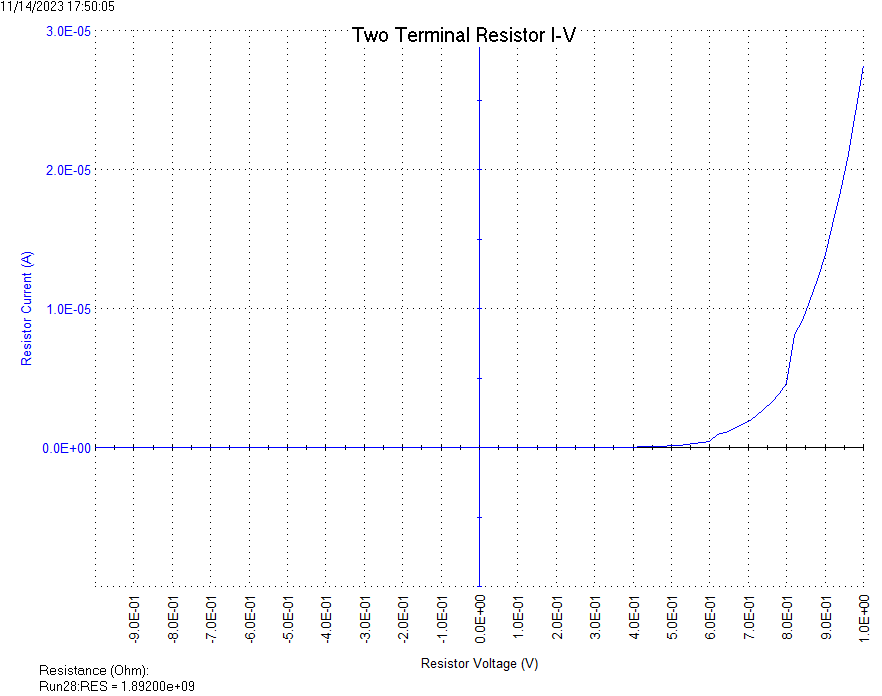 11/14/2023 17:50:05
Two Terminal Resistor I-V
3.0E-05
2.0E-05
1.0E-05
0.0E+00
Resistor Current (A)
-9.0E-01
-8.0E-01
-7.0E-01
-6.0E-01
-5.0E-01
-4.0E-01
-3.0E-01
-2.0E-01
-1.0E-01
0.0E+00
1.0E-01
2.0E-01
3.0E-01
4.0E-01
5.0E-01
6.0E-01
7.0E-01
8.0E-01
9.0E-01
1.0E+00
Resistor Voltage (V)
Resistance (Ohm):
Run28:RES = 1.89200e+09